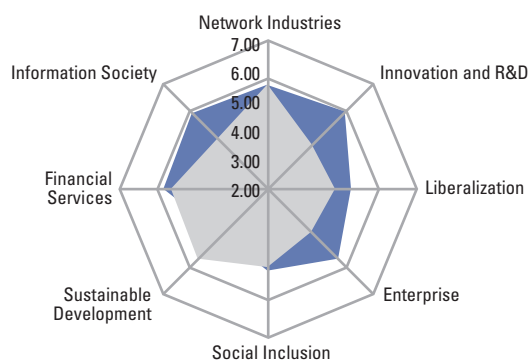 Network Industries
7.00
6.00
5.00
4.00
3.00
2.00
Information Society
Innovation and R&D
Financial
Services
Liberalization
Sustainable
Development
Enterprise
Social Inclusion